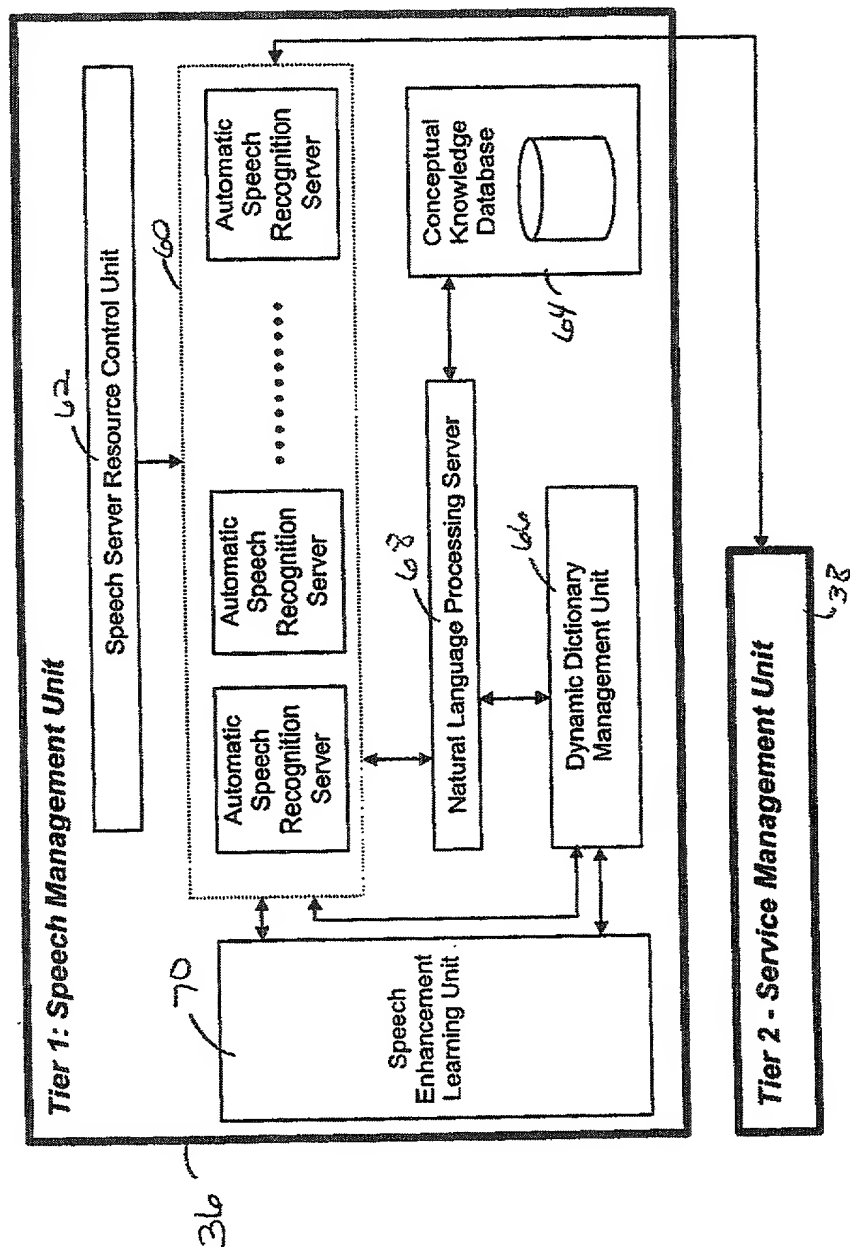 Tier 1: Speech Management Unit
36
62
Speech Server Resource Control Unit
60
Automatic
Speech
Recognition
Server
Automatic
Speech
Recognition
Server
Automatic
Speech
Recognition
Server
70
Speech
Enhancement
Learning Unit
68
Natural Language Processing Server
66
Dynamic Dictionary
Management Unit
64
Conceptual
Knowledge
Database
Tier 2 - Service Management Unit
38